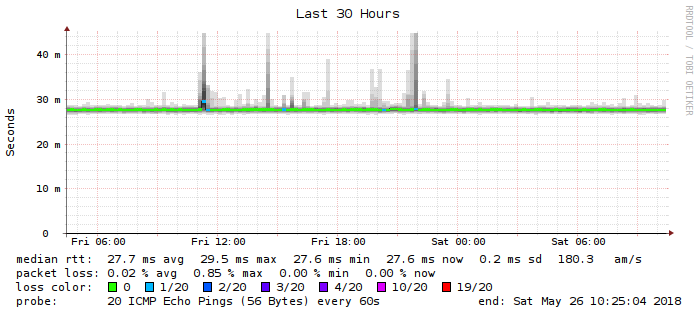 Last 30 Hours
RRDTOOL / TOBI OETIKER
Seconds
40 m
30 m
20 m
10 m
0
Fri 06:00 Fri 12:00 Fri 18:00 Sat 00:00 Sat 06:00
median rtt: 27.7 ms avg 29.5 ms max 27.6 ms min 27.6 ms now 0.2 ms sd 180.3 am/s
packet loss: 0.02 % avg 0.85 % max 0.00 % min 0.00 % now
loss color: 0 1/20 2/20 3/20 4/20 10/20 19/20
probe: 20 ICMP Echo Pings (56 Bytes) every 60s end: Sat May 26 10:25:04 2018